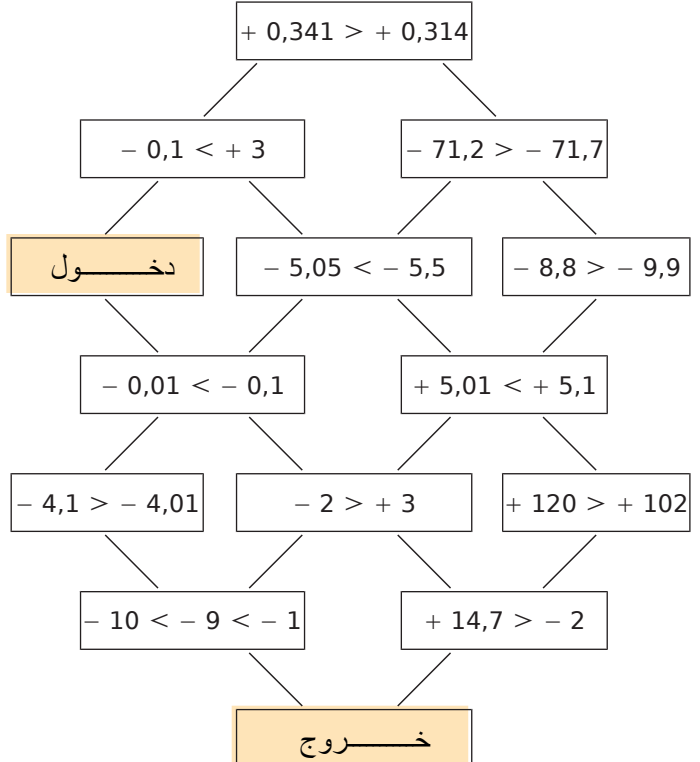 + 0,341 > + 0,314
− 0,1 < + 3
− 71,2 > − 71,7
دخـــــول
− 5,05 < − 5,5
− 8,8 > − 9,9
− 0,01 < − 0,1
+ 5,01 < + 5,1
− 4,1 > − 4,01
− 2 > + 3
+ 120 > + 102
− 10 < − 9 < − 1
+ 14,7 > − 2
خـــــروج